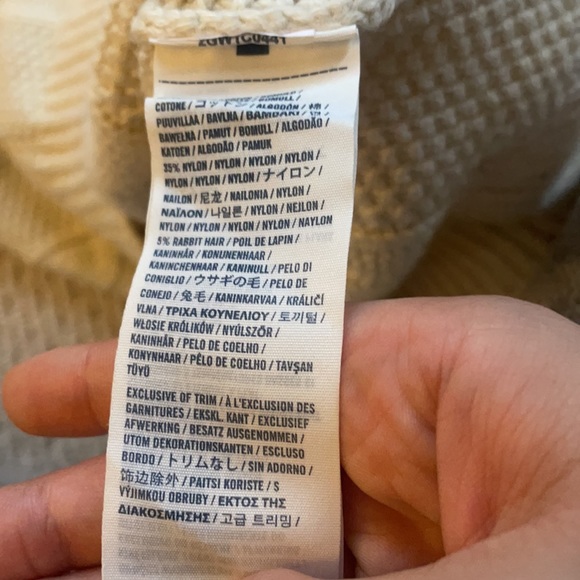 COTONE / コットン / ALGODÓN / 棉 /
PUUVILLAA / BAVLNA / ΒΑΜΒΑΚΙ /
BAWEŁNA / PAMUT / BOMULL / ALGODÃO /
KATOEN / ALGODÃO / PAMUK
35% NYLON / NYLON / NYLON / NYLON /
NYLON / NYLON / NYLON / ナイロン /
NAILON / 尼龙 / NAILONIA / NYLON /
ΝΑΪΛΟΝ / 나일론 / NYLON / NEJLON /
NYLON / NYLON / NYLON / NYLON / NAYLON
5% RABBIT HAIR / POIL DE LAPIN /
KANINHÅR / KONIJNENHAAR /
KANINCHENHAAR / KANINULL / PELO DI
CONIGLIO / ウサギの毛 / PELO DE
CONEJO / 兔毛 / KANINKARVAA / KRÁLIČÍ
VLNA / ΤΡΙΧΑ ΚΟΥΝΕΛΙΟΥ / 토끼털 /
WŁOSIE KRÓLIKÓW / NYÚLSZŐR /
KANINHÅR / PELO DE COELHO /
KONYNHAAR / PÊLO DE COELHO / TAVŞAN
TÜYÜ
EXCLUSIVE OF TRIM / À L'EXCLUSION DES
GARNITURES / EKSKL. KANT / EXCLUSIEF
AFWERKING / BESATZ AUSGENOMMEN /
UTOM DEKORATIONSKANTEN / ESCLUSO
BORDO / トリムなし / SIN ADORNO /
饰边除外 / PAITSI KORISTE / S
VÝJIMKOU OBRUBY / ΕΚΤΟΣ ΤΗΣ
ΔΙΑΚΟΣΜΗΣΗΣ / 고급 트리밍 /